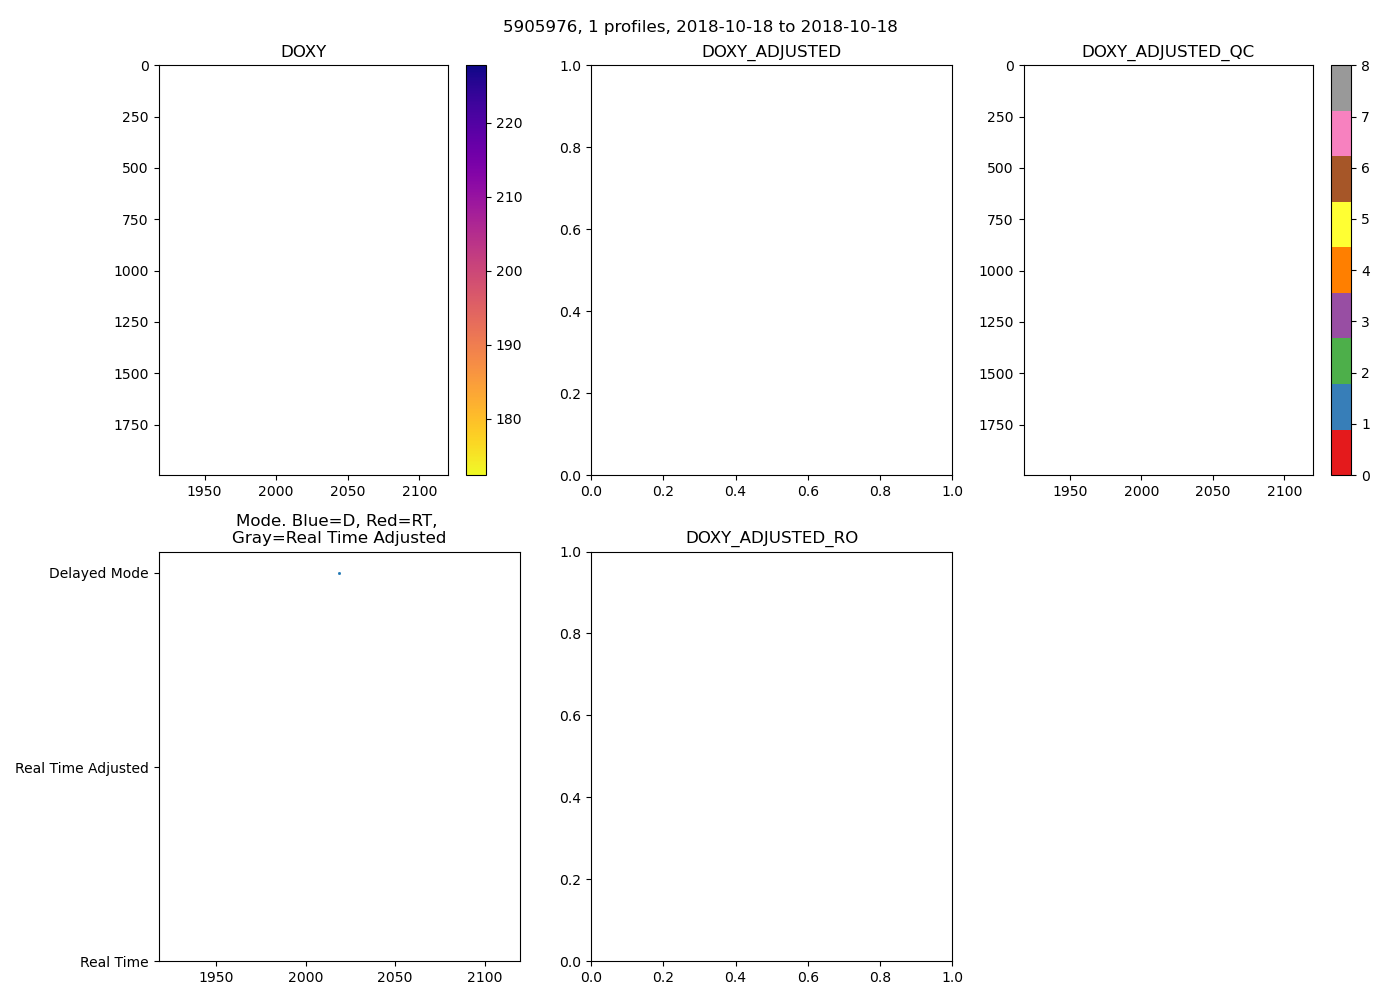 5905976, 1 profiles, 2018-10-18 to 2018-10-18
DOXY
0
250
500
750
1000
1250
1500
1750
1950 2000 2050 2100
220
210
200
190
180
DOXY_ADJUSTED
1.0
0.8
0.6
0.4
0.2
0.0
0.0 0.2 0.4 0.6 0.8 1.0
DOXY_ADJUSTED_QC
0
250
500
750
1000
1250
1500
1750
1950 2000 2050 2100
8
7
6
5
4
3
2
1
0
Mode. Blue=D, Red=RT,
Gray=Real Time Adjusted
Delayed Mode
Real Time Adjusted
Real Time
1950 2000 2050 2100
DOXY_ADJUSTED_RO
1.0
0.8
0.6
0.4
0.2
0.0
0.0 0.2 0.4 0.6 0.8 1.0